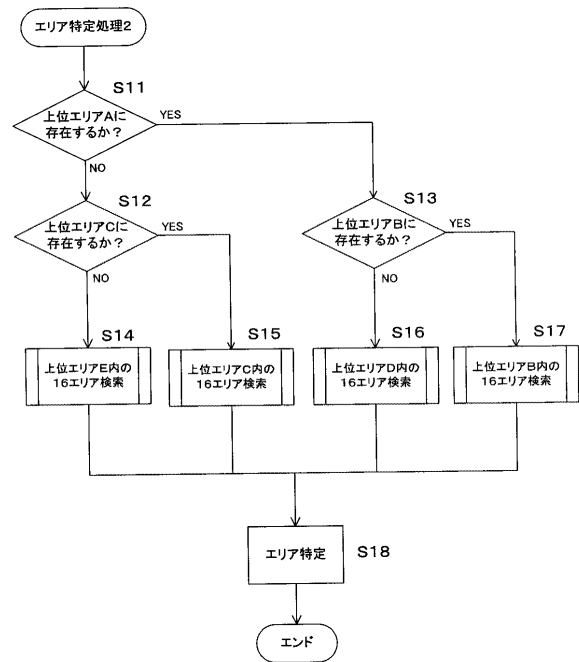 エリア特定処理2
S11
上位エリアAに
存在するか?
YES
NO
S12
上位エリアCに
存在するか?
YES
NO
S13
上位エリアBに
存在するか?
YES
NO
S14
上位エリアE内の
16エリア検索
S15
上位エリアC内の
16エリア検索
S16
上位エリアD内の
16エリア検索
S17
上位エリアB内の
16エリア検索
エリア特定
S18
エンド